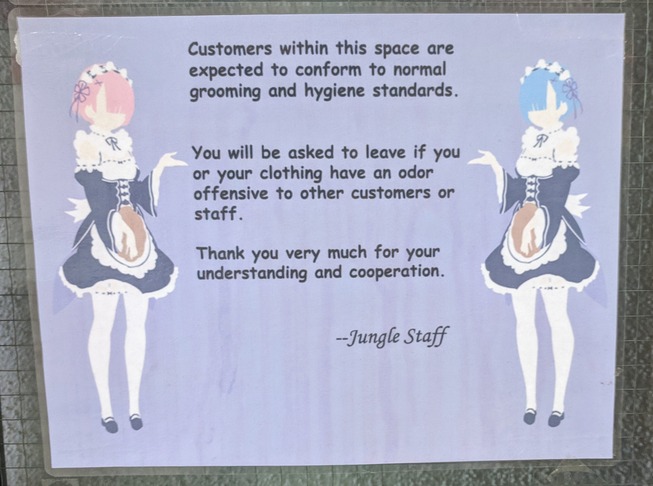 Customers within this space are
expected to conform to normal
grooming and hygiene standards.
You will be asked to leave if you
or your clothing have an odor
offensive to other customers or
staff.
Thank you very much for your
understanding and cooperation.
--Jungle Staff